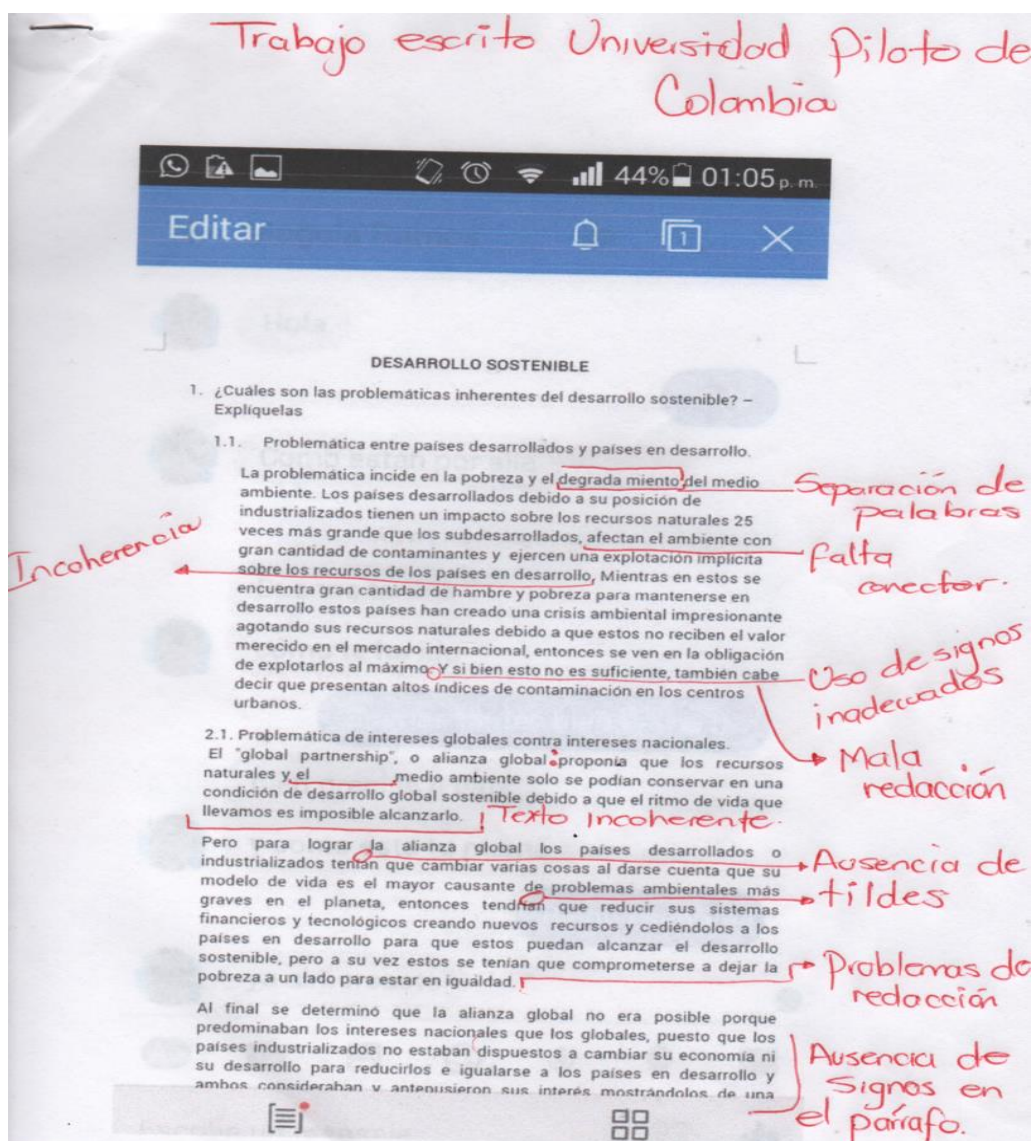 Trabajo escrito Universidad Piloto de
Colombia
44% 01:05 p. m.
Editar
1
Hola
DESARROLLO SOSTENIBLE
1. ¿Cuáles son las problemáticas inherentes del desarrollo sostenible? –
Explíquelas
1.1. Problemática entre países desarrollados y países en desarrollo.
La problemática incide en la pobreza y el degrada miento del medio
ambiente. Los países desarrollados debido a su posición de
industrializados tienen un impacto sobre los recursos naturales 25
veces más grande que los subdesarrollados, afectan el ambiente con
gran cantidad de contaminantes y ejercen una explotación implícita
sobre los recursos de los países en desarrollo, Mientras en estos se
encuentra gran cantidad de hambre y pobreza para mantenerse en
desarrollo estos países han creado una crisis ambiental impresionante
agotando sus recursos naturales debido a que estos no reciben el valor
merecido en el mercado internacional, entonces se ven en la obligación
de explotarlos al máximo. Y si bien esto no es suficiente, también cabe
decir que presentan altos índices de contaminación en los centros
urbanos.
Separación de
palabras
falta
conector.
Incoherencia
Uso de signos
inadecuados
Mala
redacción
2.1. Problemática de intereses globales contra intereses nacionales.
El "global partnership", o alianza global proponía que los recursos
naturales y el medio ambiente solo se podían conservar en una
condición de desarrollo global sostenible debido a que el ritmo de vida que
llevamos es imposible alcanzarlo.
Texto incoherente.
Pero para lograr la alianza global los países desarrollados o
industrializados tenían que cambiar varias cosas al darse cuenta que su
modelo de vida es el mayor causante de problemas ambientales más
graves en el planeta, entonces tendrían que reducir sus sistemas
financieros y tecnológicos creando nuevos recursos y cediéndolos a los
países en desarrollo para que estos puedan alcanzar el desarrollo
sostenible, pero a su vez estos se tenían que comprometerse a dejar la
pobreza a un lado para estar en igualdad.
Ausencia de
tildes
Problemas de
redacción
Al final se determinó que la alianza global no era posible porque
predominaban los intereses nacionales que los globales, puesto que los
países industrializados no estaban dispuestos a cambiar su economía ni
su desarrollo para reducirlos e igualarse a los países en desarrollo y
ambos consideraban y antepusieron sus interés mostrándolos de una
Ausencia de
Signos en
el párrafo.